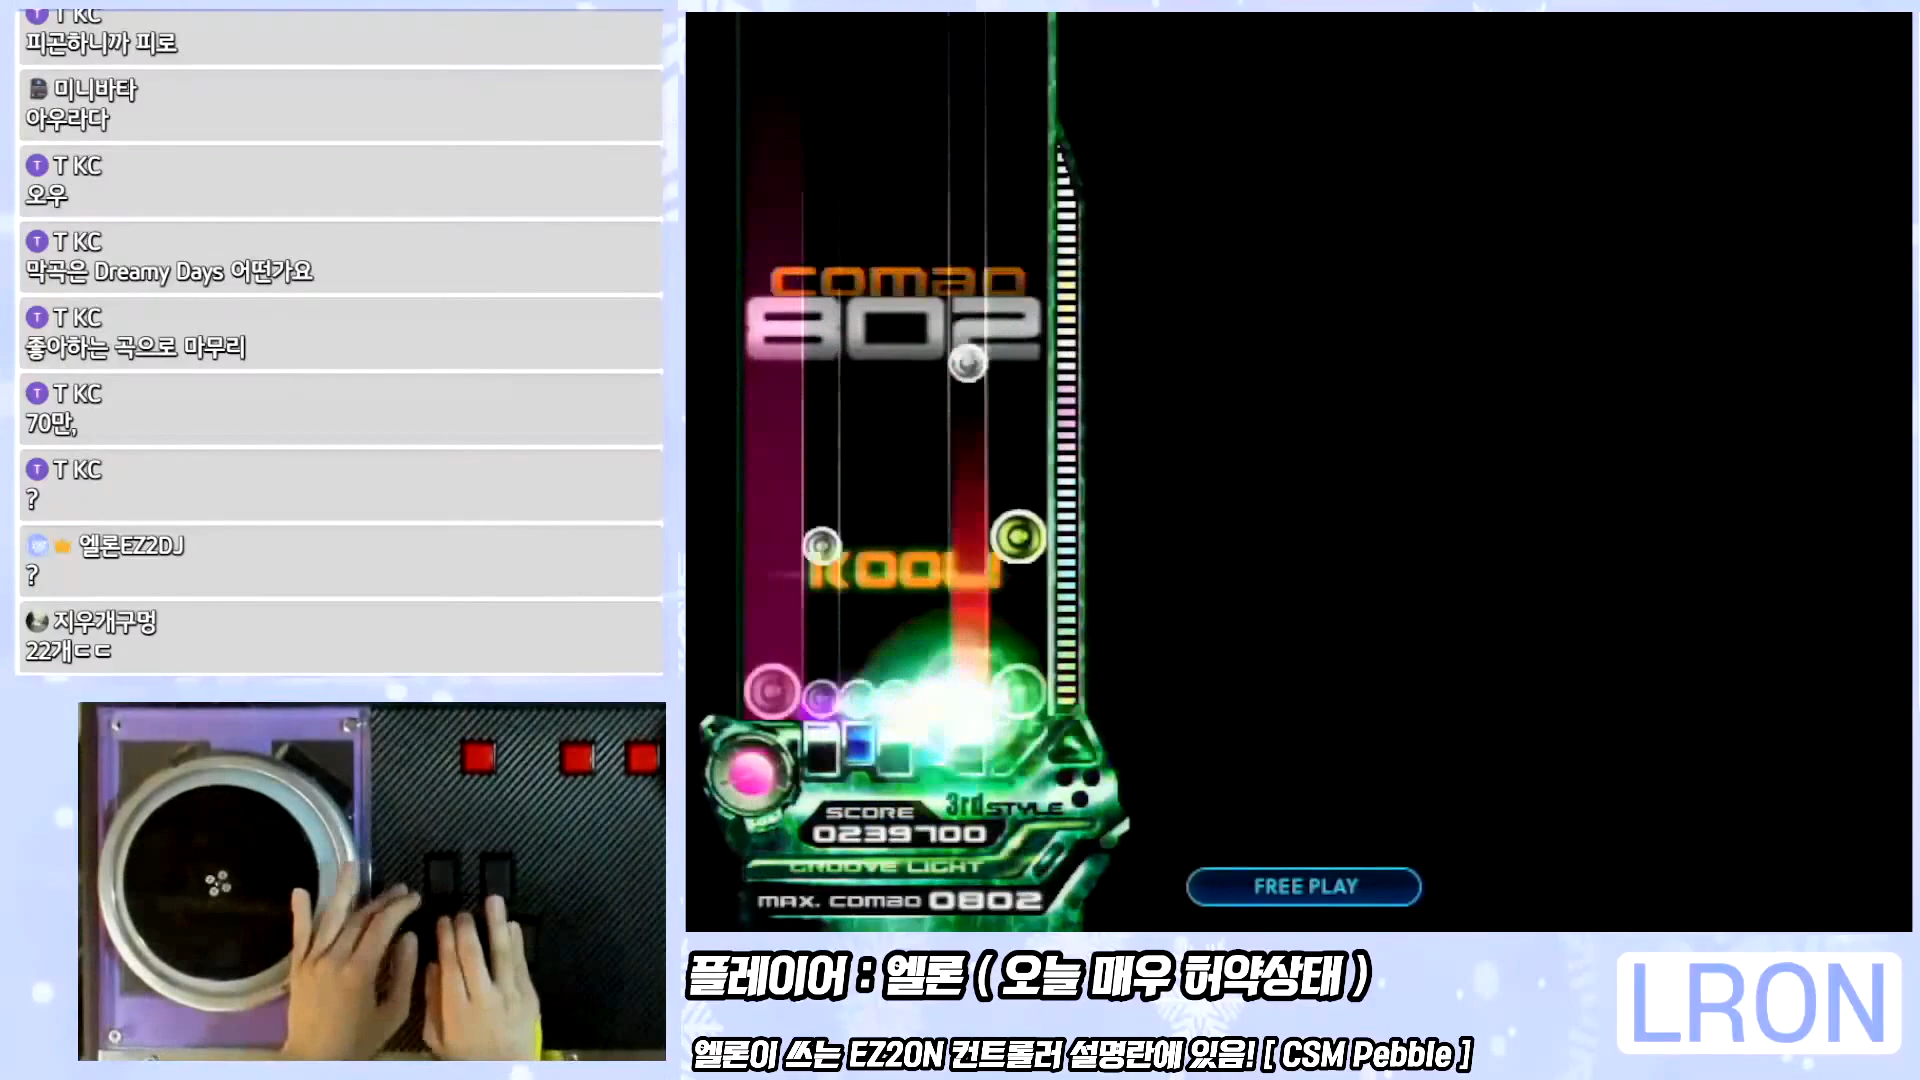 T KC
피곤하니까 피로
미니바타
아우라다
T KC
오우
T KC
막곡은 Dreamy Days 어떤가요
T KC
좋아하는 곡으로 마무리
T KC
70만,
T KC
?
엘론EZ2DJ
?
지우개구멍
22개ㄷㄷ
COMBO
802
KOOL!
SCORE
3rd STYLE
0239700
GROOVE LIGHT
MAX. COMBO 0802
FREE PLAY
플레이어 : 엘론 ( 오늘 매우 허약상태 )
엘론이 쓰는 EZ2ON 컨트롤러 설명란에 있음! [ CSM Pebble ]
LRON